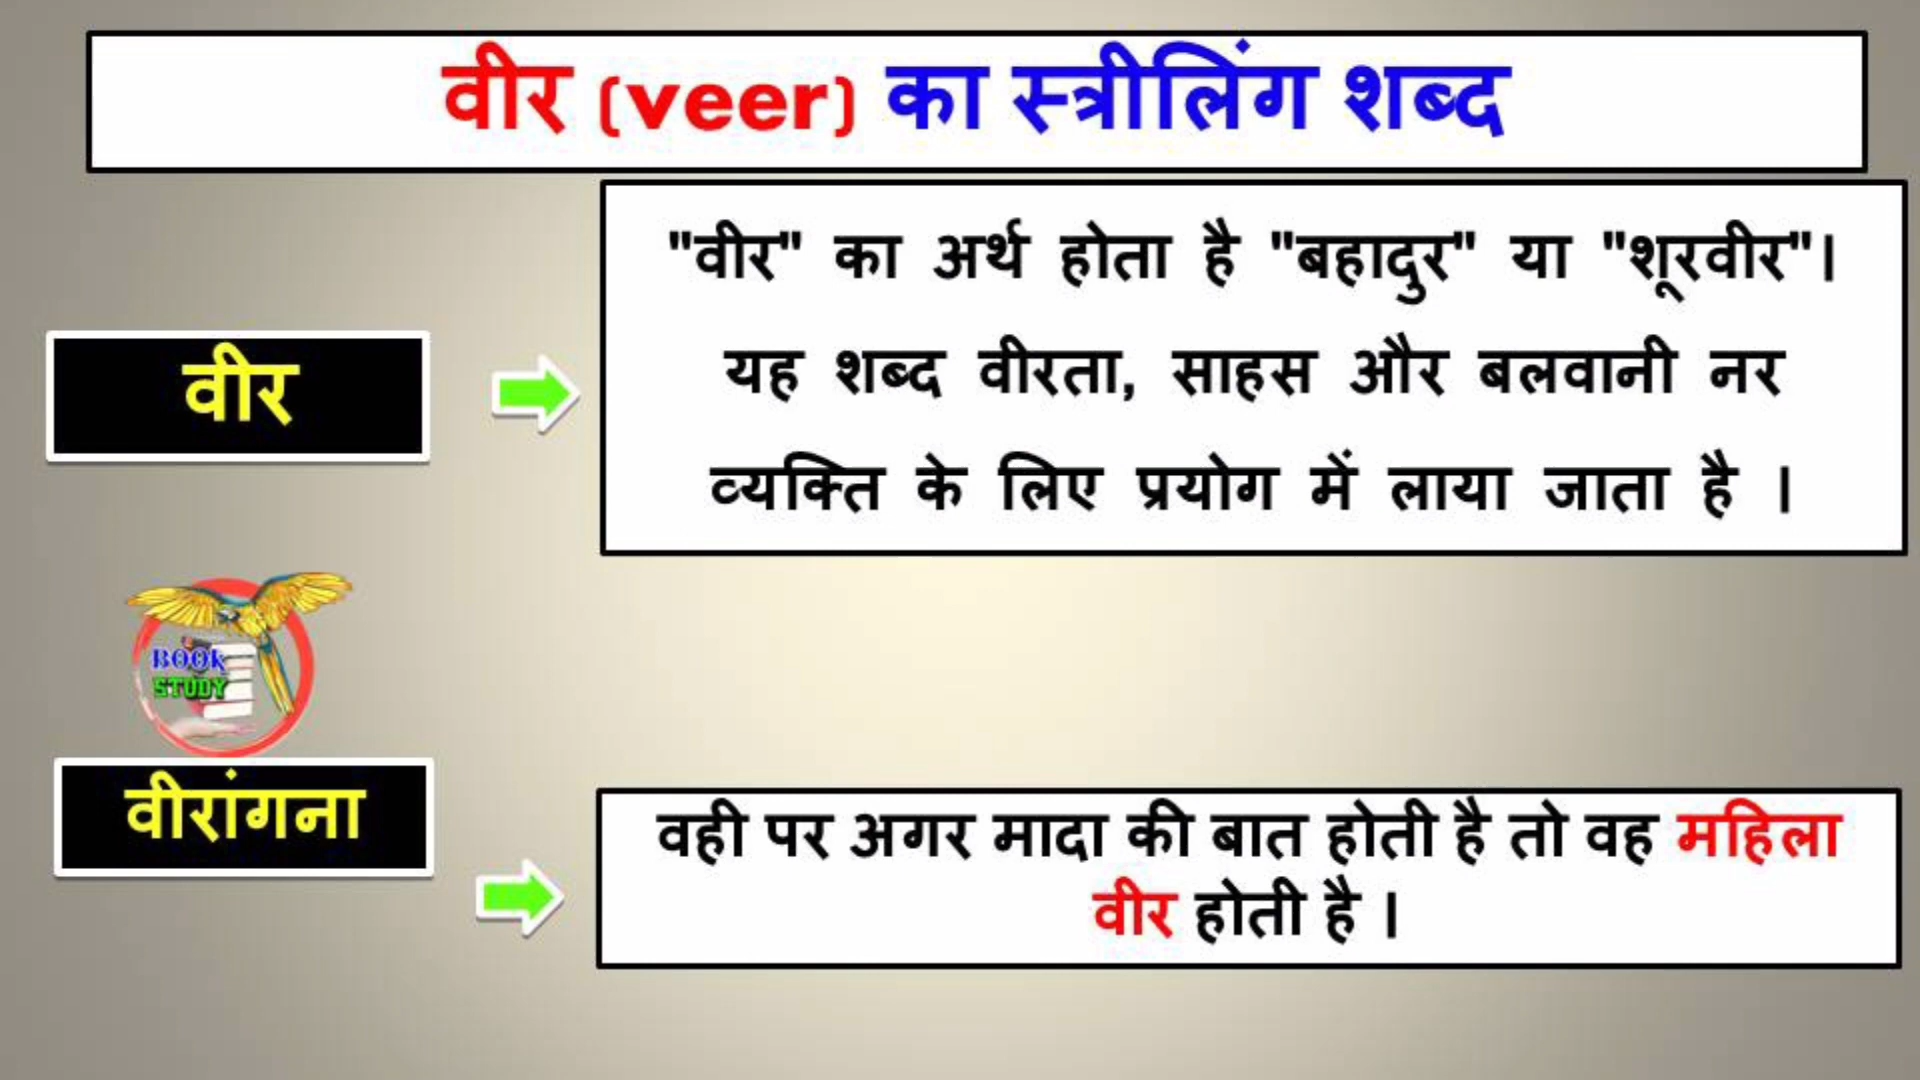 वीर (veer) का स्त्रीलिंग शब्द
वीर
"वीर" का अर्थ होता है "बहादुर" या "शूरवीर"।
यह शब्द वीरता, साहस और बलवानी नर
व्यक्ति के लिए प्रयोग में लाया जाता है ।
BOOK
STUDY
वीरांगना
वही पर अगर मादा की बात होती है तो वह महिला
वीर होती है ।